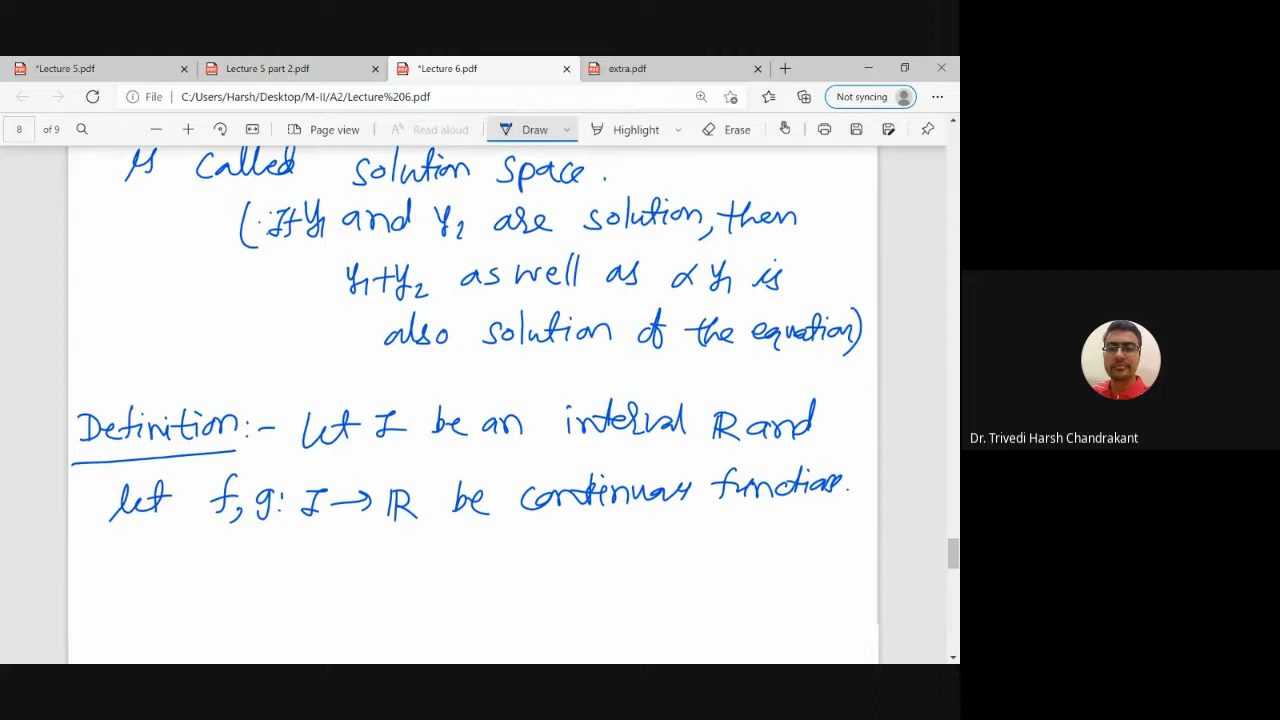 *Lecture 5.pdf
Lecture 5 part 2.pdf
*Lecture 6.pdf
extra.pdf
File
C:/Users/Harsh/Desktop/M-II/A2/Lecture%206.pdf
Not syncing
8 of 9
Page view
Read aloud
Draw
Highlight
Erase
is called solution space.
(∵ If y₁ and y₂ are solution, then
y₁+y₂ as well as α y₁ is
also solution of the equation)
Definition:- Let I be an interval ℝ and
let f, g: I → ℝ be continuous functions.
Dr. Trivedi Harsh Chandrakant